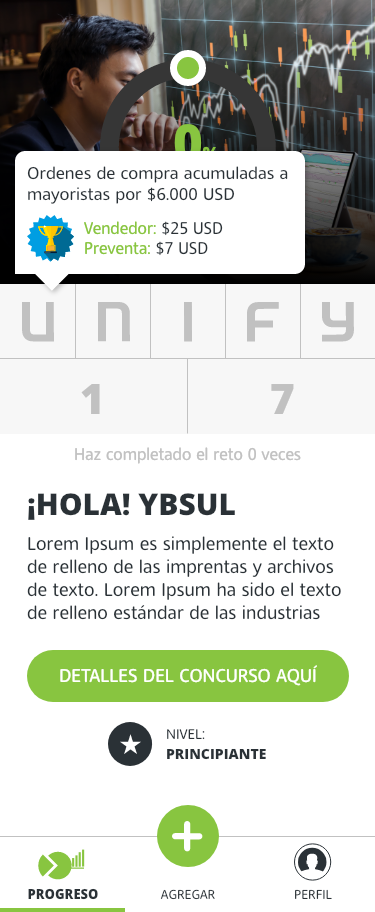 0%
Ordenes de compra acumuladas a
mayoristas por $6.000 USD
Vendedor: $25 USD
Preventa: $7 USD
UNIFY
1 7
Haz completado el reto 0 veces
¡HOLA! YBSUL
Lorem Ipsum es simplemente el texto
de relleno de las imprentas y archivos
de texto. Lorem Ipsum ha sido el texto
de relleno estándar de las industrias
DETALLES DEL CONCURSO AQUÍ
NIVEL:
PRINCIPIANTE
PROGRESO AGREGAR PERFIL